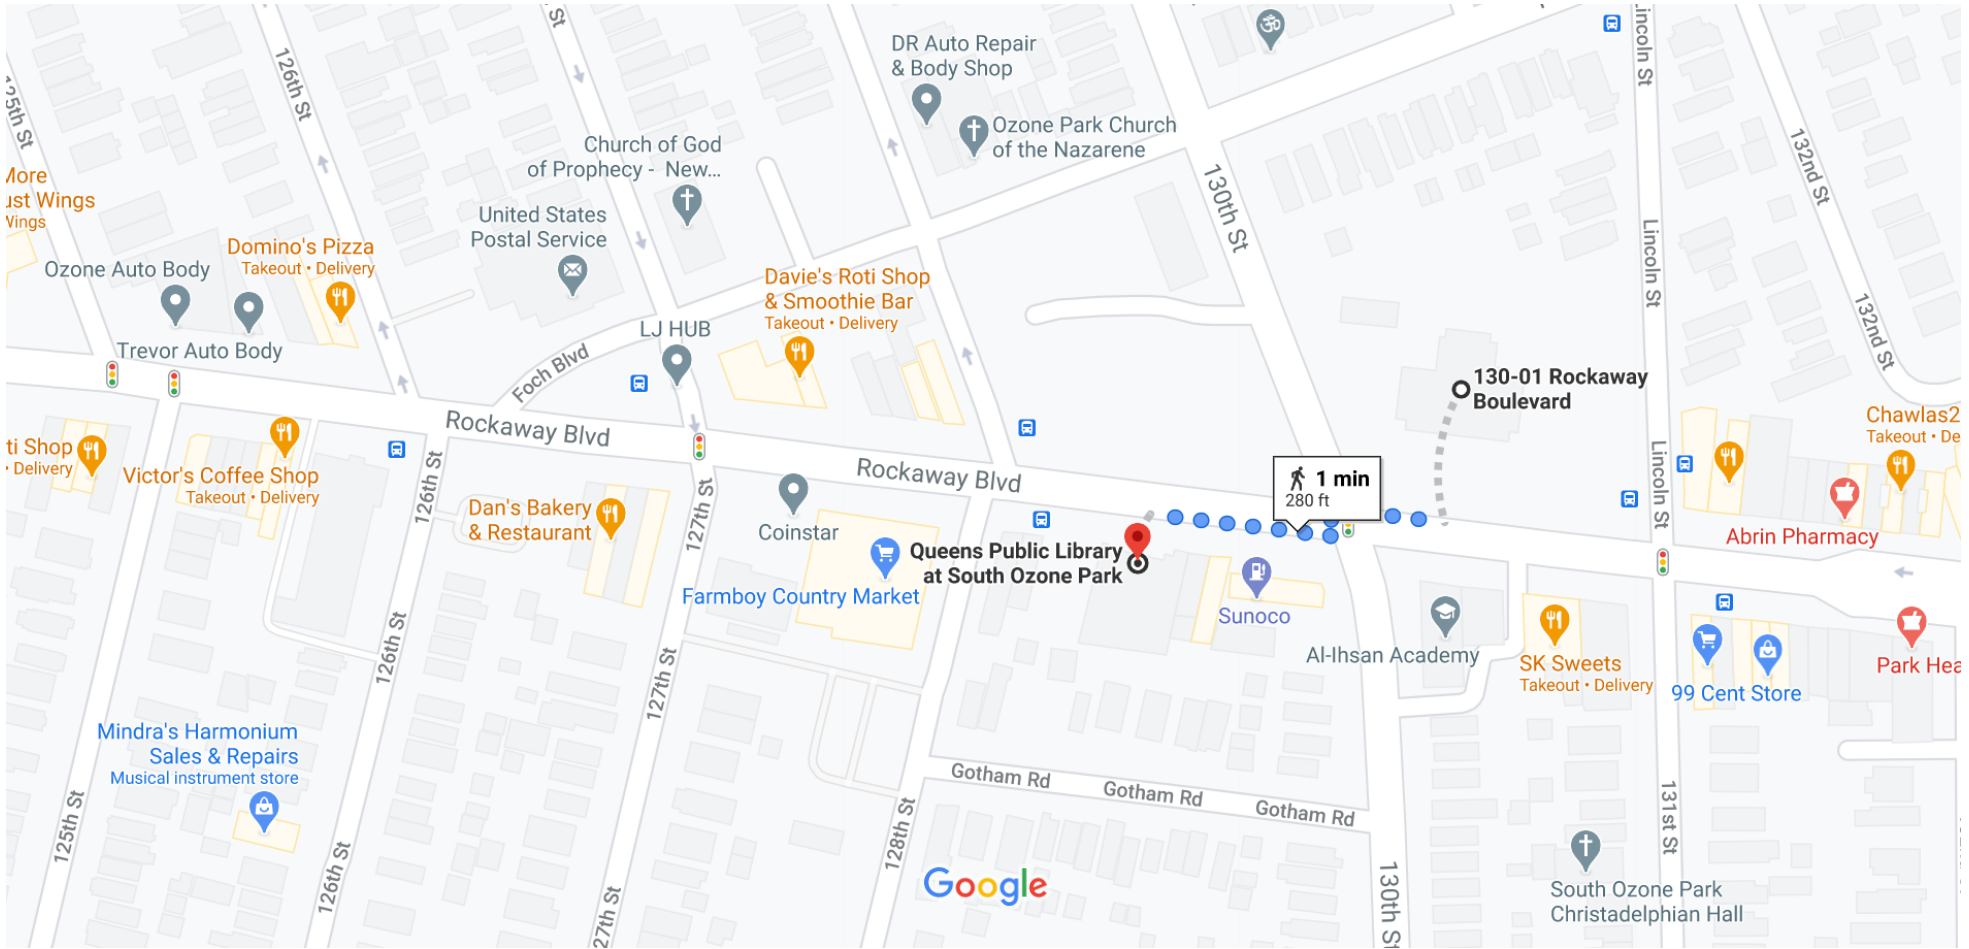 St
DR Auto Repair
& Body Shop
Lincoln St
126th St
125th St
Ozone Park Church
of the Nazarene
Church of God
of Prophecy - New...
132nd St
130th St
More
ust Wings
Wings
United States
Postal Service
Domino's Pizza
Takeout • Delivery
Ozone Auto Body
Lincoln St
Davie's Roti Shop
& Smoothie Bar
Takeout • Delivery
LJ HUB
132nd St
Trevor Auto Body
Foch Blvd
130-01 Rockaway
Boulevard
Chawlas2
Takeout • De
Rockaway Blvd
ti Shop
• Delivery
Victor's Coffee Shop
Takeout • Delivery
126th St
Rockaway Blvd
1 min
280 ft
Lincoln St
Dan's Bakery
& Restaurant
127th St
Coinstar
Abrin Pharmacy
Queens Public Library
at South Ozone Park
Farmboy Country Market
Sunoco
Al-Ihsan Academy
SK Sweets
Takeout • Delivery
Park Hea
99 Cent Store
126th St
127th St
Mindra's Harmonium
Sales & Repairs
Musical instrument store
Gotham Rd
Gotham Rd
Gotham Rd
125th St
128th St
131st St
126th St
Google
130th St
27th St
South Ozone Park
Christadelphian Hall